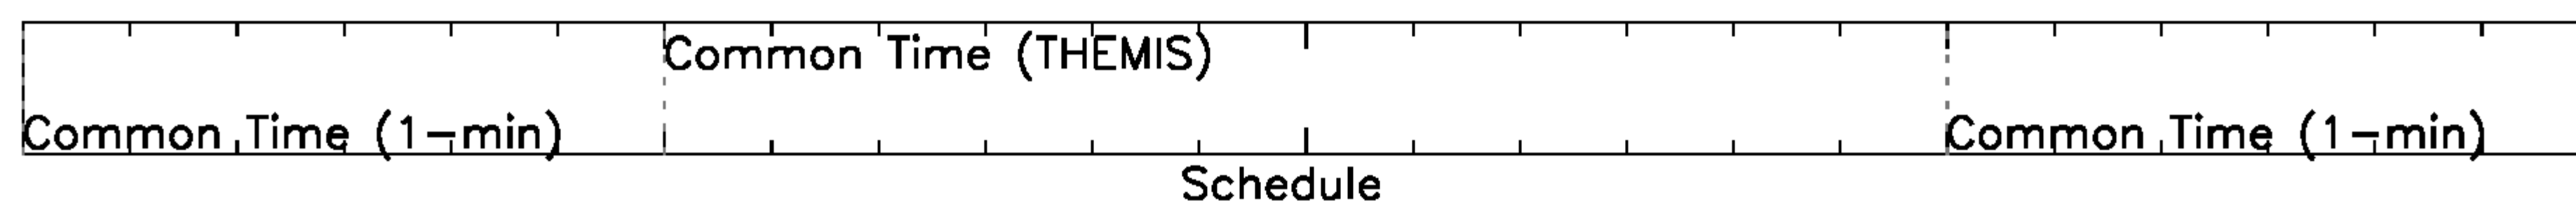 Common Time (THEMIS)
Common Time (1-min)
Common Time (1-min)
Schedule